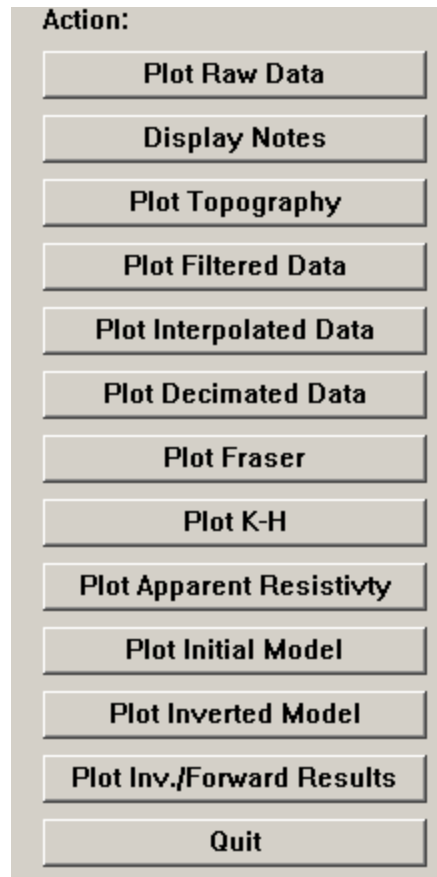 Action:
Plot Raw Data
Display Notes
Plot Topography
Plot Filtered Data
Plot Interpolated Data
Plot Decimated Data
Plot Fraser
Plot K-H
Plot Apparent Resistivty
Plot Initial Model
Plot Inverted Model
Plot Inv./Forward Results
Quit